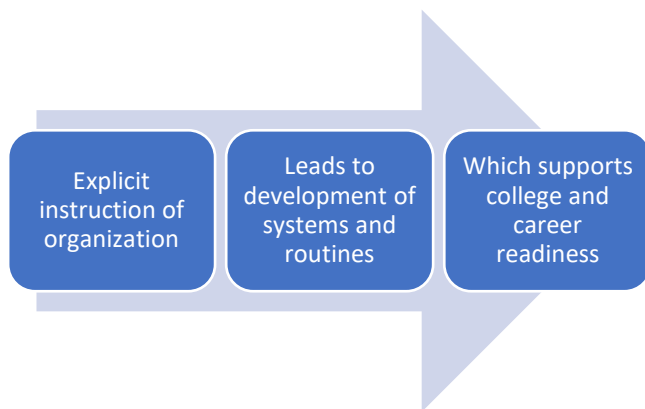 Explicit
instruction of
organization
Leads to
development of
systems and
routines
Which supports
college and
career
readiness